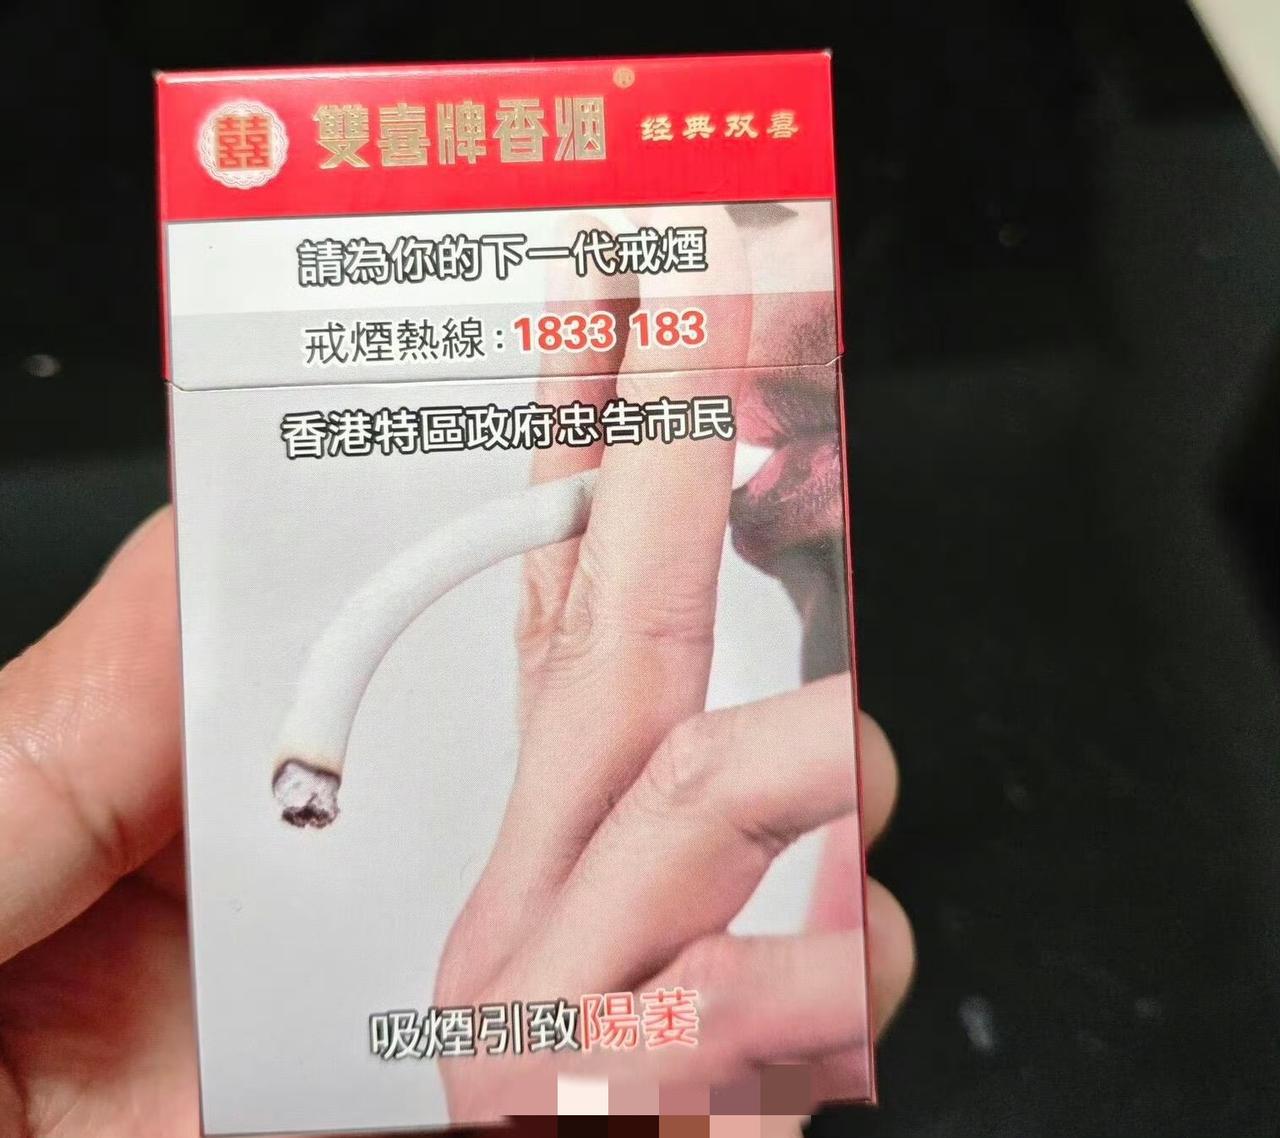 雙喜牌香烟® 经典双喜
請為你的下一代戒煙
戒煙熱線:1833 183
香港特區政府忠告市民
吸煙引致陽萎